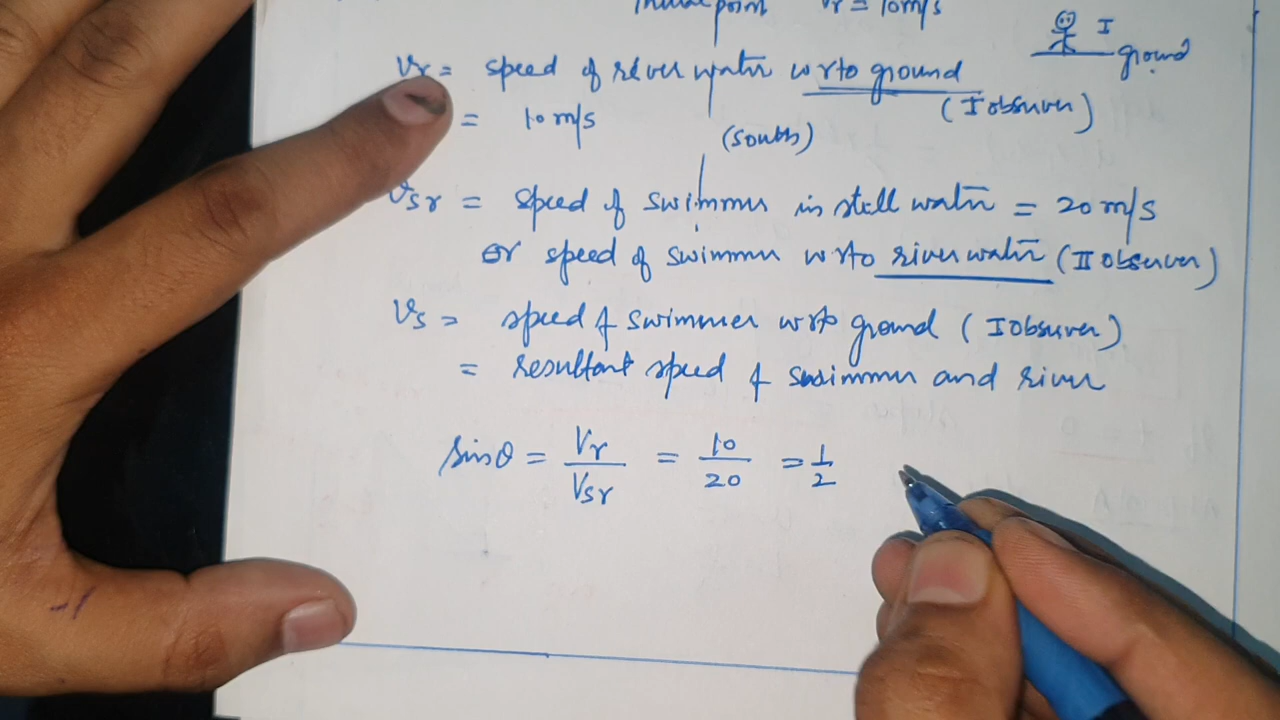 Initial point Vr = 10m/s
I
ground
Vr = speed of river water w r to ground
(I observer)
= 10 m/s
(south)
Vsr = speed of swimmer in still water = 20 m/s
or speed of swimmer w r to river water (II observer)
Vs = speed of swimmer w r to ground (I observer)
= resultant speed of swimmer and river
sinθ = Vr/Vsr = 10/20 = 1/2